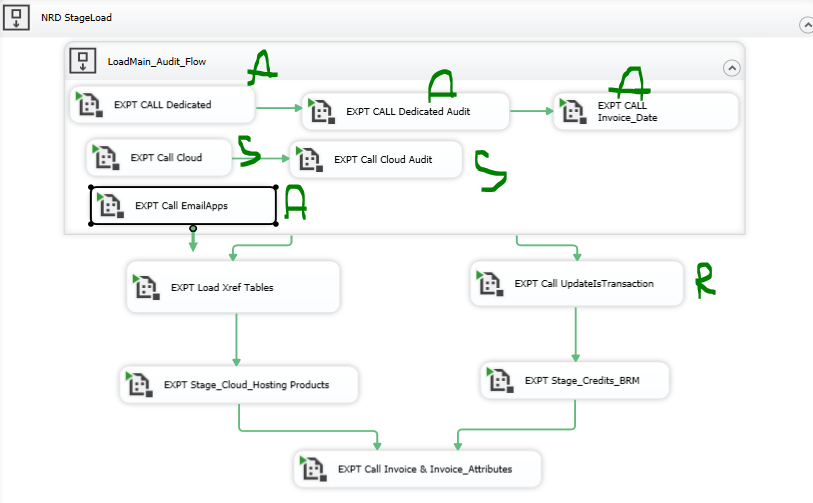 NRD StageLoad
LoadMain_Audit_Flow
A
A
A
EXPT CALL Dedicated
EXPT CALL Dedicated Audit
EXPT CALL
Invoice_Date
EXPT Call Cloud
S
EXPT Call Cloud Audit
S
EXPT Call EmailApps
A
EXPT Load Xref Tables
EXPT Call UpdateIsTransaction
R
EXPT Stage_Cloud_Hosting Products
EXPT Stage_Credits_BRM
EXPT Call Invoice & Invoice_Attributes